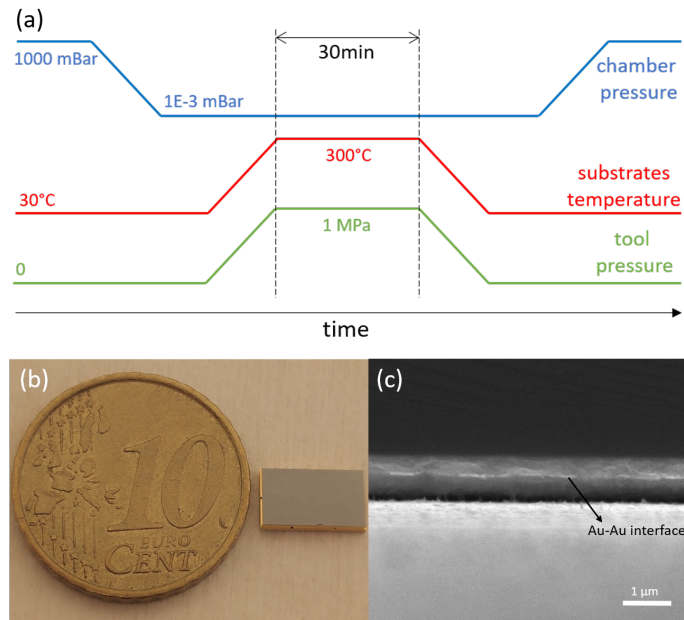 (a)
30min
1000 mBar
chamber
pressure
1E-3 mBar
300°C
30°C
substrates
temperature
1 MPa
0
tool
pressure
time
(b)
10
EURO
CENT
(c)
Au-Au interface
1 µm